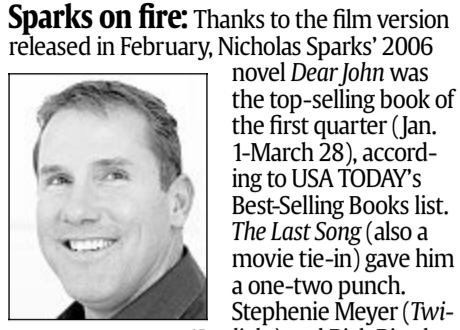 Sparks on fire: Thanks to the film version
released in February, Nicholas Sparks’ 2006
novel Dear John was
the top-selling book of
the first quarter (Jan.
1-March 28), accord-
ing to USA TODAY’s
Best-Selling Books list.
The Last Song (also a
movie tie-in) gave him
a one-two punch.
Stephenie Meyer (Twi-